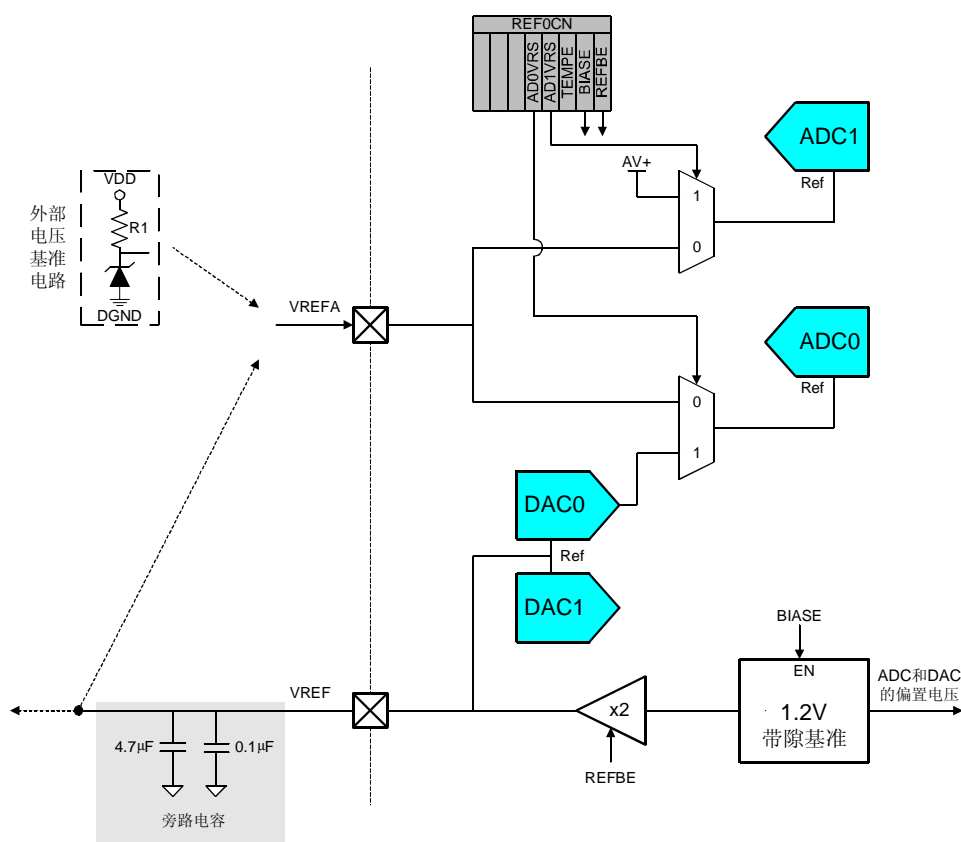 REF0CN
AD0VRS
AD1VRS
TEMPE
BIASE
REFBE
ADC1
Ref
AV+
1
0
VDD
R1
DGND
外部
电压
基准
电路
VREFA
ADC0
Ref
0
1
DAC0
Ref
DAC1
BIASE
EN
1.2V
带隙基准
ADC和DAC
的偏置电压
VREF
x2
REFBE
4.7μF
0.1μF
旁路电容